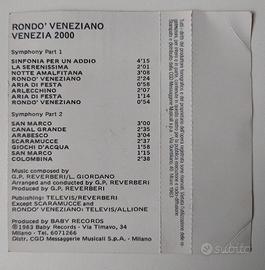 RONDO' VENEZIANO
VENEZIA 2000
Symphony Part 1
SINFONIA PER UN ADDIO 4'15
LA SERENISSIMA 2'01
NOTTE AMALFITANA 3'08
RONDO' VENEZIANO 2'24
ARIA DI FESTA 0'58
ARLECCHINO 2'07
ARIA DI FESTA 1'14
RONDO' VENEZIANO 0'54
Symphony Part 2
SAN MARCO 3'00
CANAL GRANDE 2'35
ARABESCO 3'04
SCARAMUCCE 2'37
GIOCHI D'ACQUA 1'58
SAN MARCO 1'15
COLOMBINA 2'38
Music composed by
G.P. REVERBERI/L. GIORDANO
Arranged and conducted by G.P. REVERBERI
Produced by G.P. REVERBERI
Publishing: TELEVIS/REVERBERI
Except SCARAMUCCE and
RONDO' VENEZIANO: TELEVIS/ALLIONE
Produced by BABY RECORDS
©1983 Baby Records - Via Timavo, 34
Milano - Tel. 6071266
Distr. CGD Messaggerie Musicali S.p.A. - Milano
subito